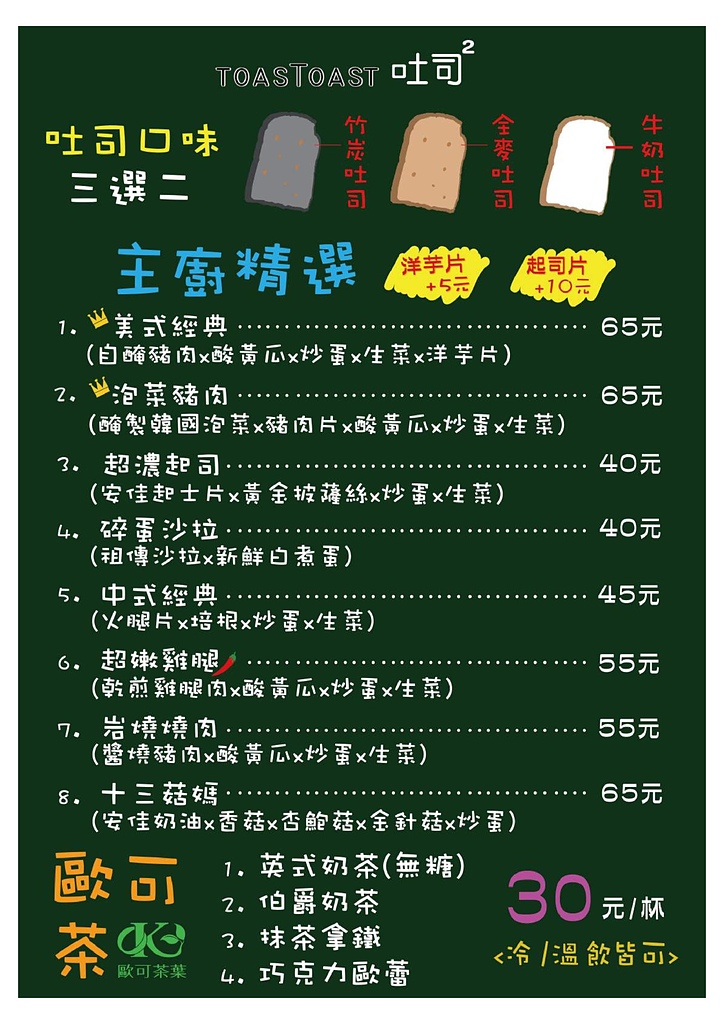 TOASTOAST 吐司²
吐司口味
三選二
竹炭吐司
全麥吐司
牛奶吐司
主廚精選
洋芋片
+5元
起司片
+10元
1. 美式經典 65元
(自醃豬肉x酸黃瓜x炒蛋x生菜x洋芋片)
2. 泡菜豬肉 65元
(醃製韓國泡菜x豬肉片x酸黃瓜x炒蛋x生菜)
3. 超濃起司 40元
(安佳起士片x黃金披薩絲x炒蛋x生菜)
4. 碎蛋沙拉 40元
(祖傳沙拉x新鮮白煮蛋)
5. 中式經典 45元
(火腿片x培根x炒蛋x生菜)
6. 超嫩雞腿 55元
(乾煎雞腿肉x酸黃瓜x炒蛋x生菜)
7. 岩燒燒肉 55元
(醬燒豬肉x酸黃瓜x炒蛋x生菜)
8. 十三菇媽 65元
(安佳奶油x香菇x杏鮑菇x金針菇x炒蛋)
歐可茶
歐可茶葉
1. 英式奶茶(無糖)
2. 伯爵奶茶
3. 抹茶拿鐵
4. 巧克力歐蕾
30元/杯
<冷/溫飲皆可>